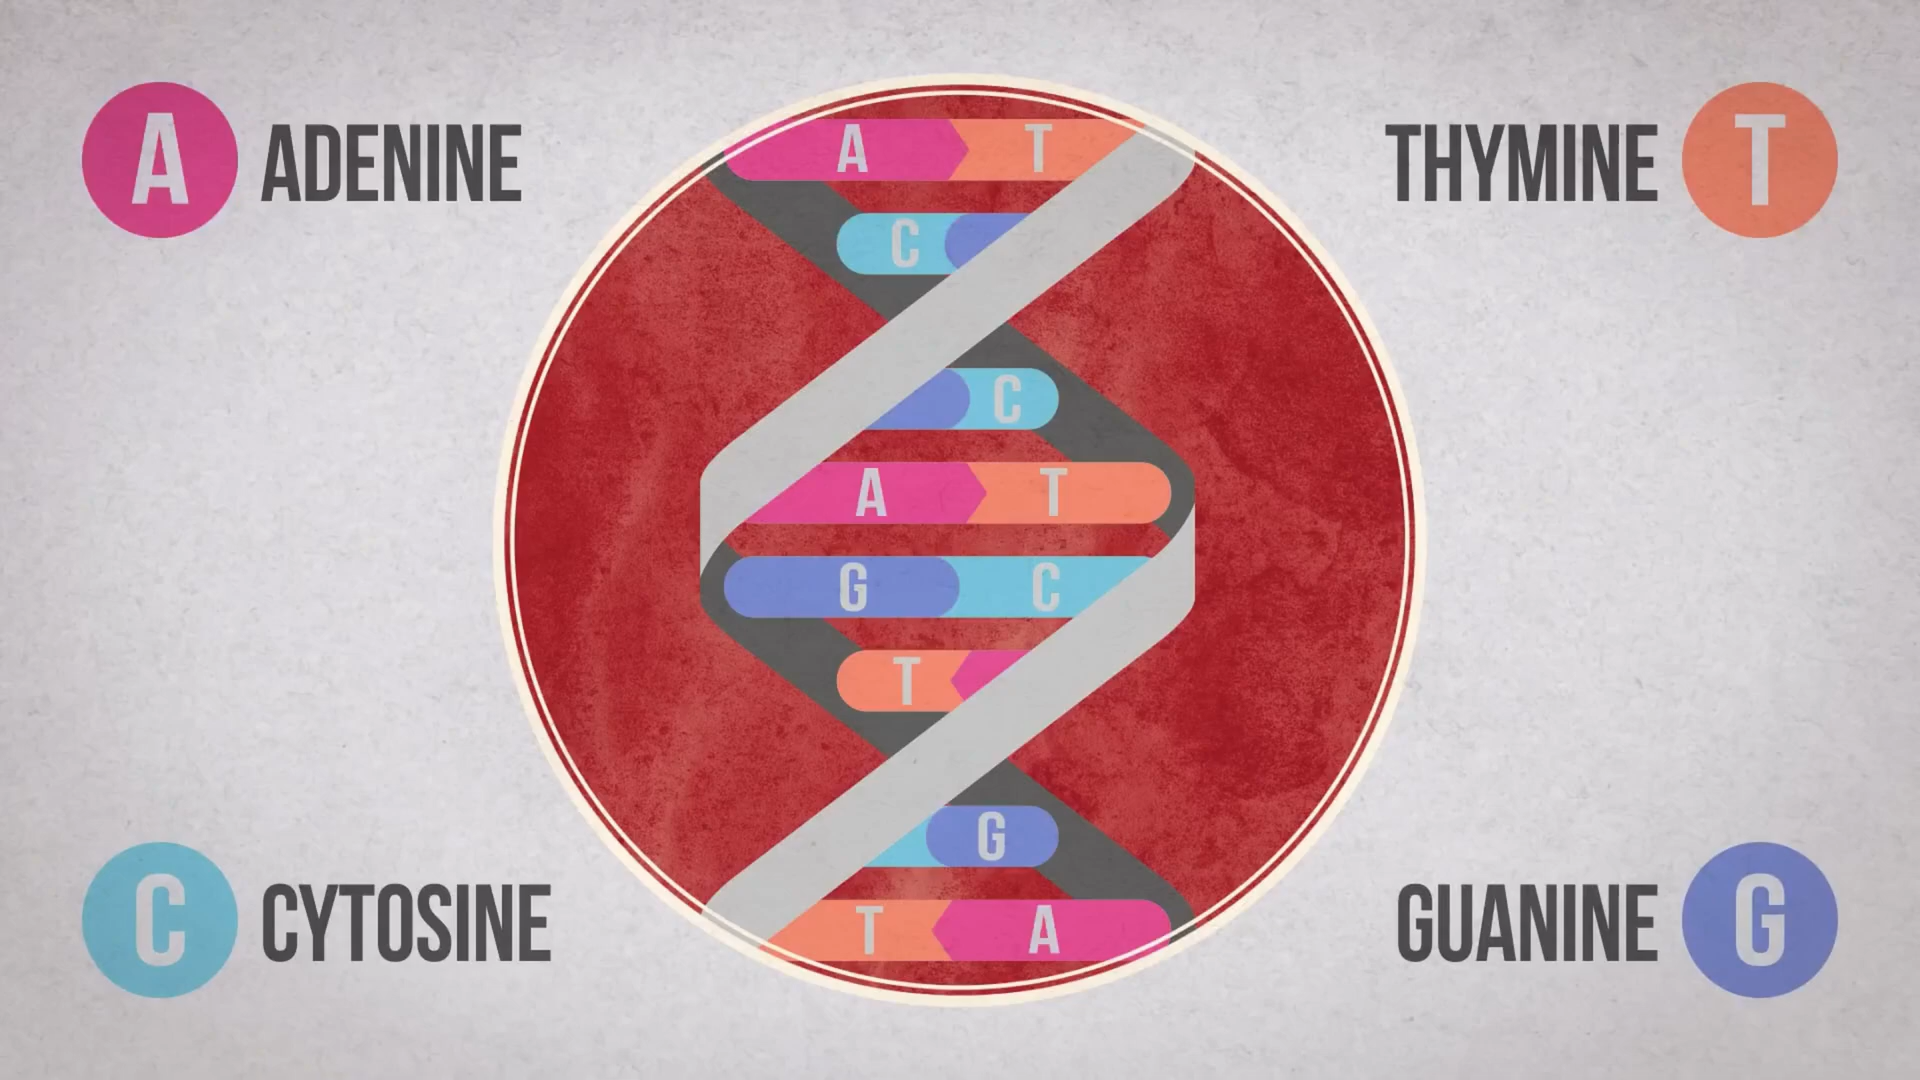 A ADENINE
THYMINE T
A T
C
C
A T
G C
T
G
T A
C CYTOSINE
GUANINE G